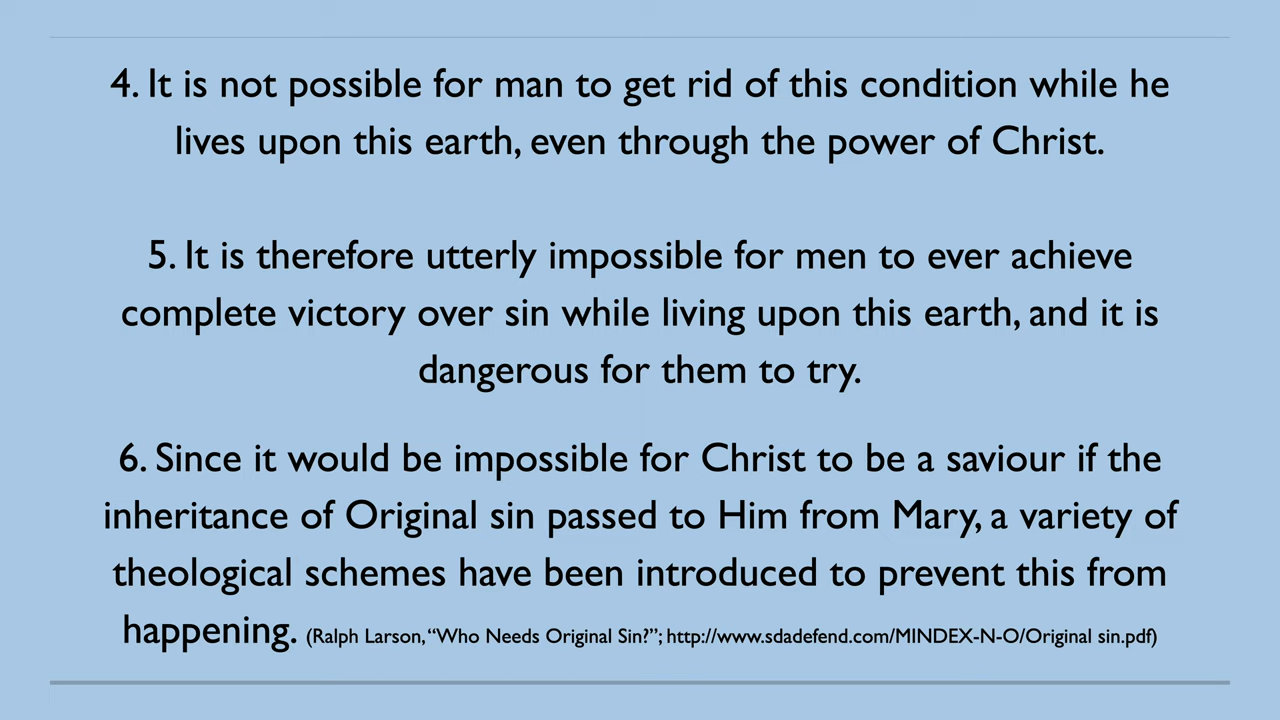 4. It is not possible for man to get rid of this condition while he
lives upon this earth, even through the power of Christ.
5. It is therefore utterly impossible for men to ever achieve
complete victory over sin while living upon this earth, and it is
dangerous for them to try.
6. Since it would be impossible for Christ to be a saviour if the
inheritance of Original sin passed to Him from Mary, a variety of
theological schemes have been introduced to prevent this from
happening. (Ralph Larson, “Who Needs Original Sin?”; http://www.sdadefend.com/MINDEX-N-O/Original sin.pdf)